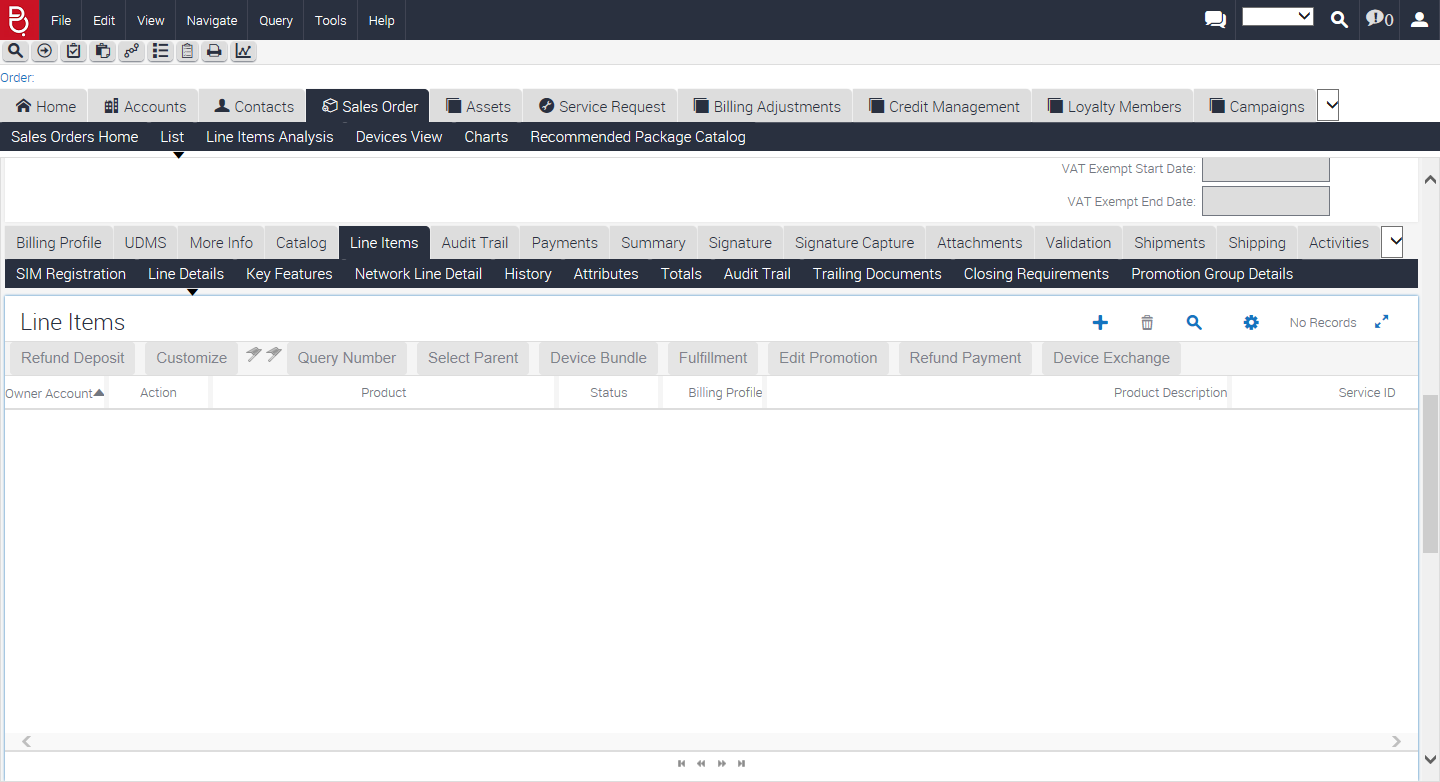 File Edit View Navigate Query Tools Help 0
Order:
Home Accounts Contacts Sales Order Assets Service Request Billing Adjustments Credit Management Loyalty Members Campaigns
Sales Orders Home List Line Items Analysis Devices View Charts Recommended Package Catalog
VAT Exempt Start Date:
VAT Exempt End Date:
Billing Profile UDMS More Info Catalog Line Items Audit Trail Payments Summary Signature Signature Capture Attachments Validation Shipments Shipping Activities
SIM Registration Line Details Key Features Network Line Detail History Attributes Totals Audit Trail Trailing Documents Closing Requirements Promotion Group Details
Line Items No Records
Refund Deposit Customize Query Number Select Parent Device Bundle Fulfillment Edit Promotion Refund Payment Device Exchange
Owner Account Action Product Status Billing Profile Product Description Service ID